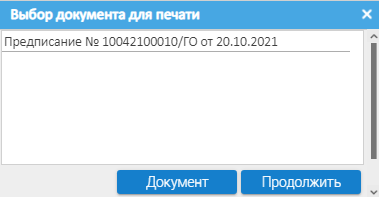 Выбор документа для печати
Предписание № 10042100010/ГО от 20.10.2021
Документ Продолжить